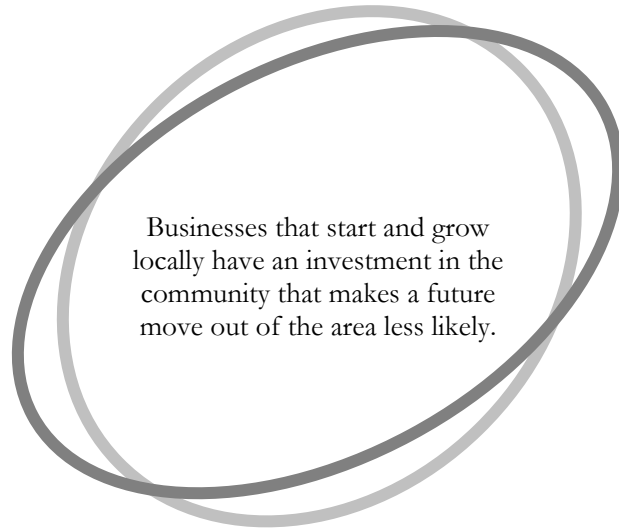 Businesses that start and grow
locally have an investment in the
community that makes a future
move out of the area less likely.